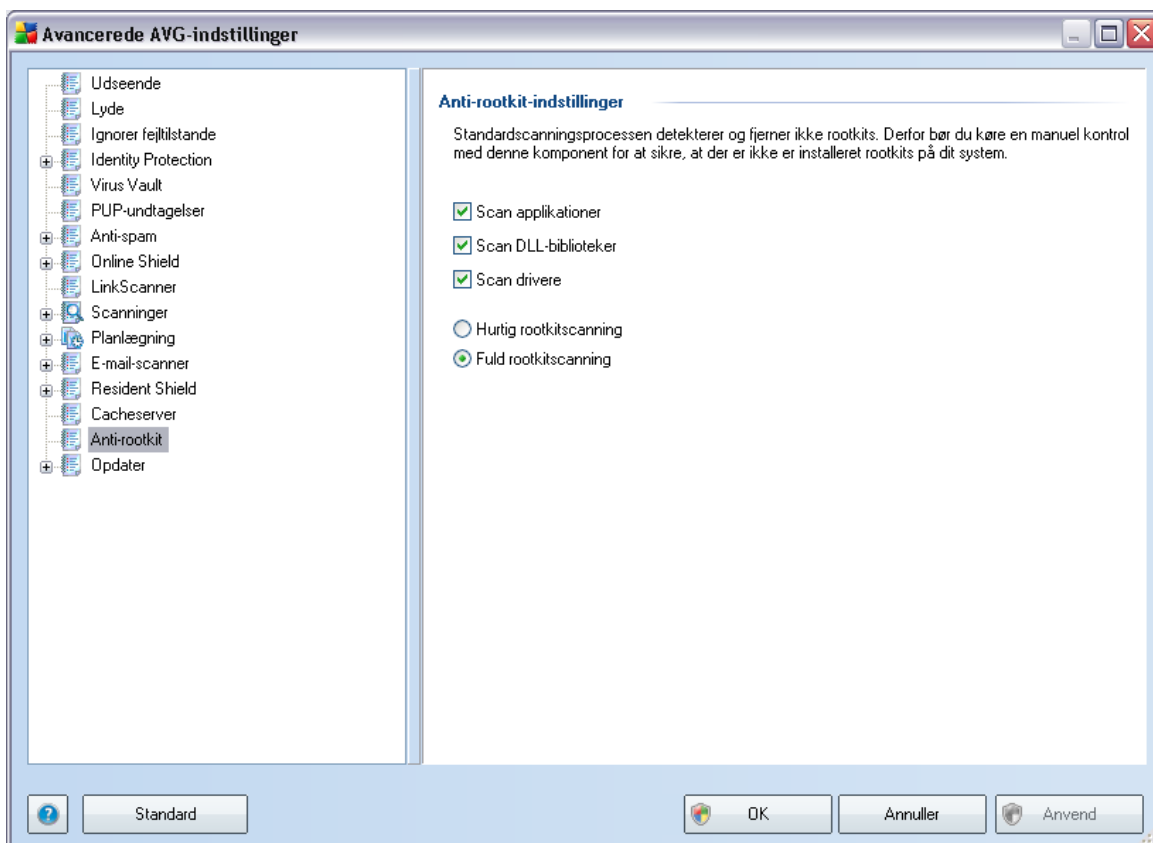 Avancerede AVG-indstillinger
Udseende
Lyde
Ignorer fejltilstande
Identity Protection
Virus Vault
PUP-undtagelser
Anti-spam
Online Shield
LinkScanner
Scanninger
Planlægning
E-mail-scanner
Resident Shield
Cacheserver
Anti-rootkit
Opdater
Anti-rootkit-indstillinger
Standardscanningsprocessen detekterer og fjerner ikke rootkits. Derfor bør du køre en manuel kontrol
med denne komponent for at sikre, at der er ikke er installeret rootkits på dit system.
Scan applikationer
Scan DLL-biblioteker
Scan drivere
Hurtig rootkitscanning
Fuld rootkitscanning
Standard
OK
Annuller
Anvend